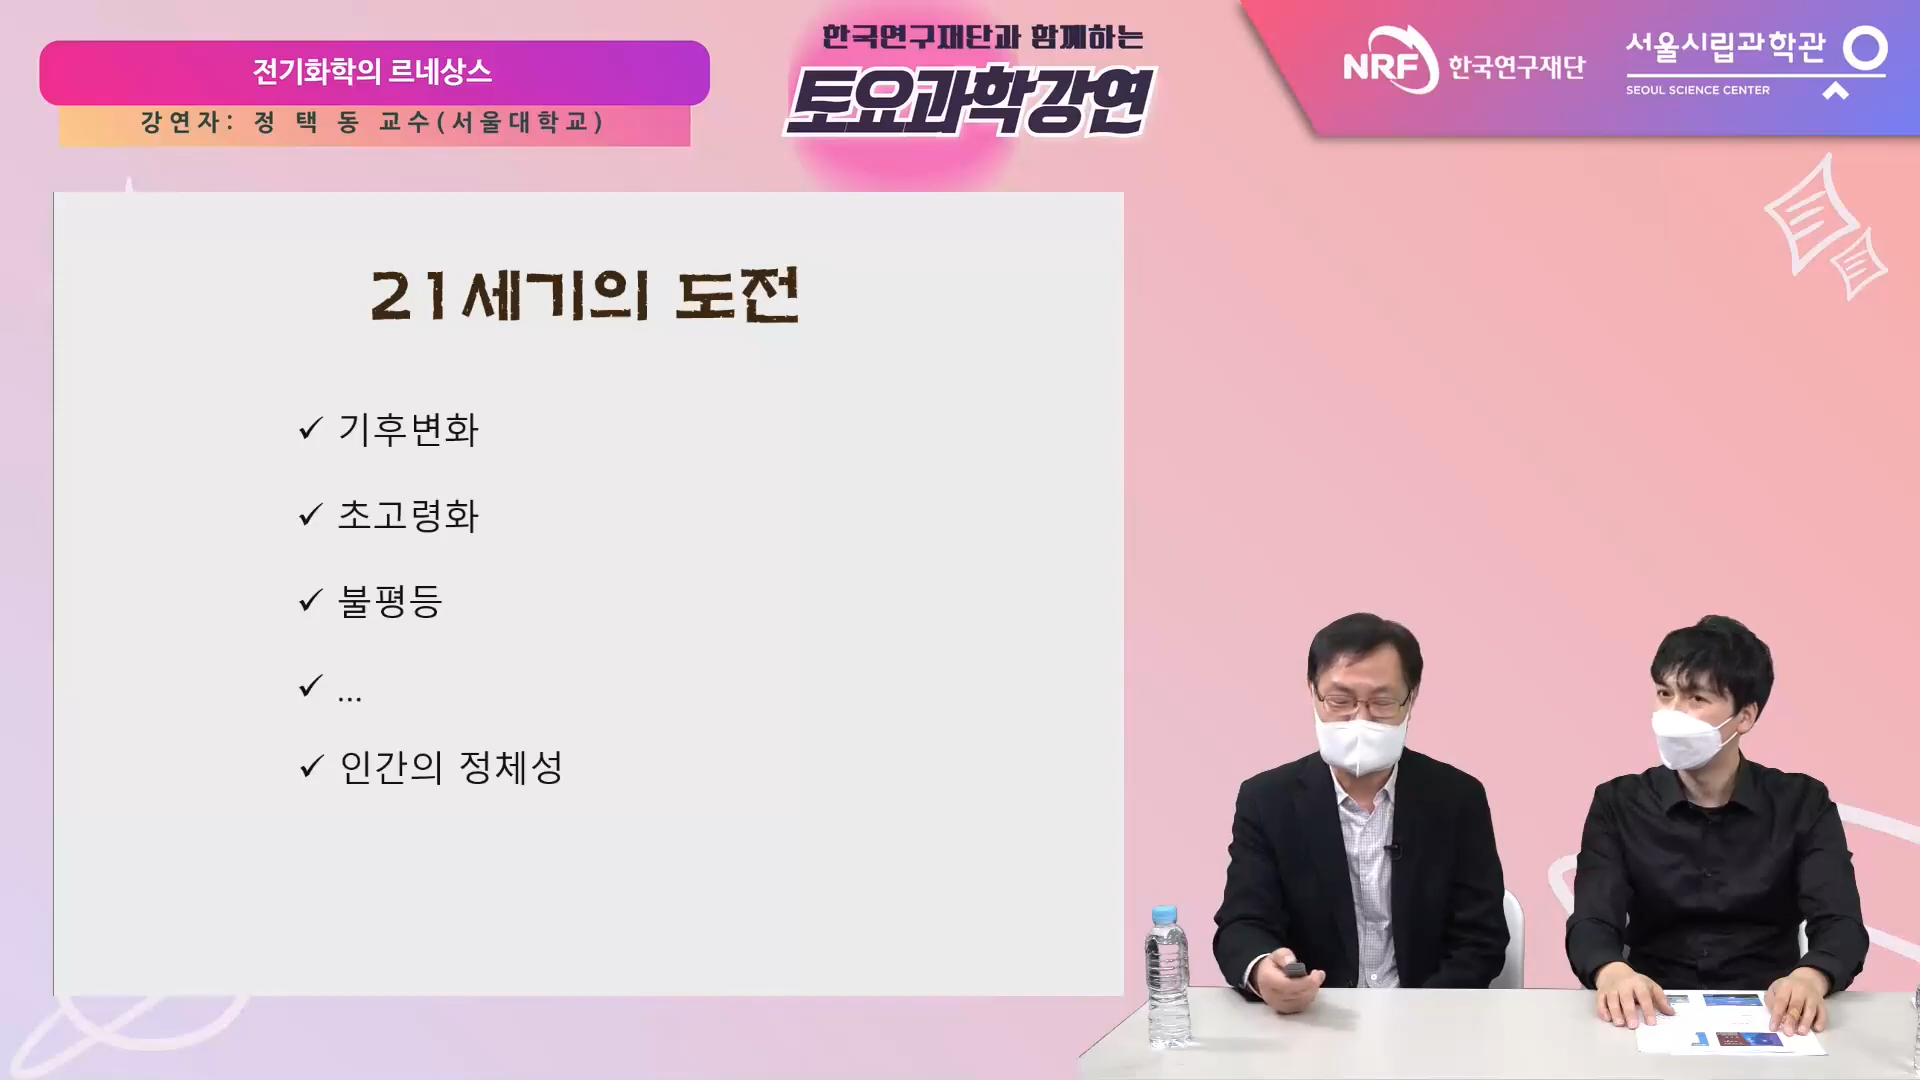 전기화학의 르네상스
강연자: 정 택 동 교수(서울대학교)
한국연구재단과 함께하는
토요과학강연
NRF 한국연구재단
서울시립과학관
SEOUL SCIENCE CENTER
21세기의 도전
✓ 기후변화
✓ 초고령화
✓ 불평등
✓ ...
✓ 인간의 정체성